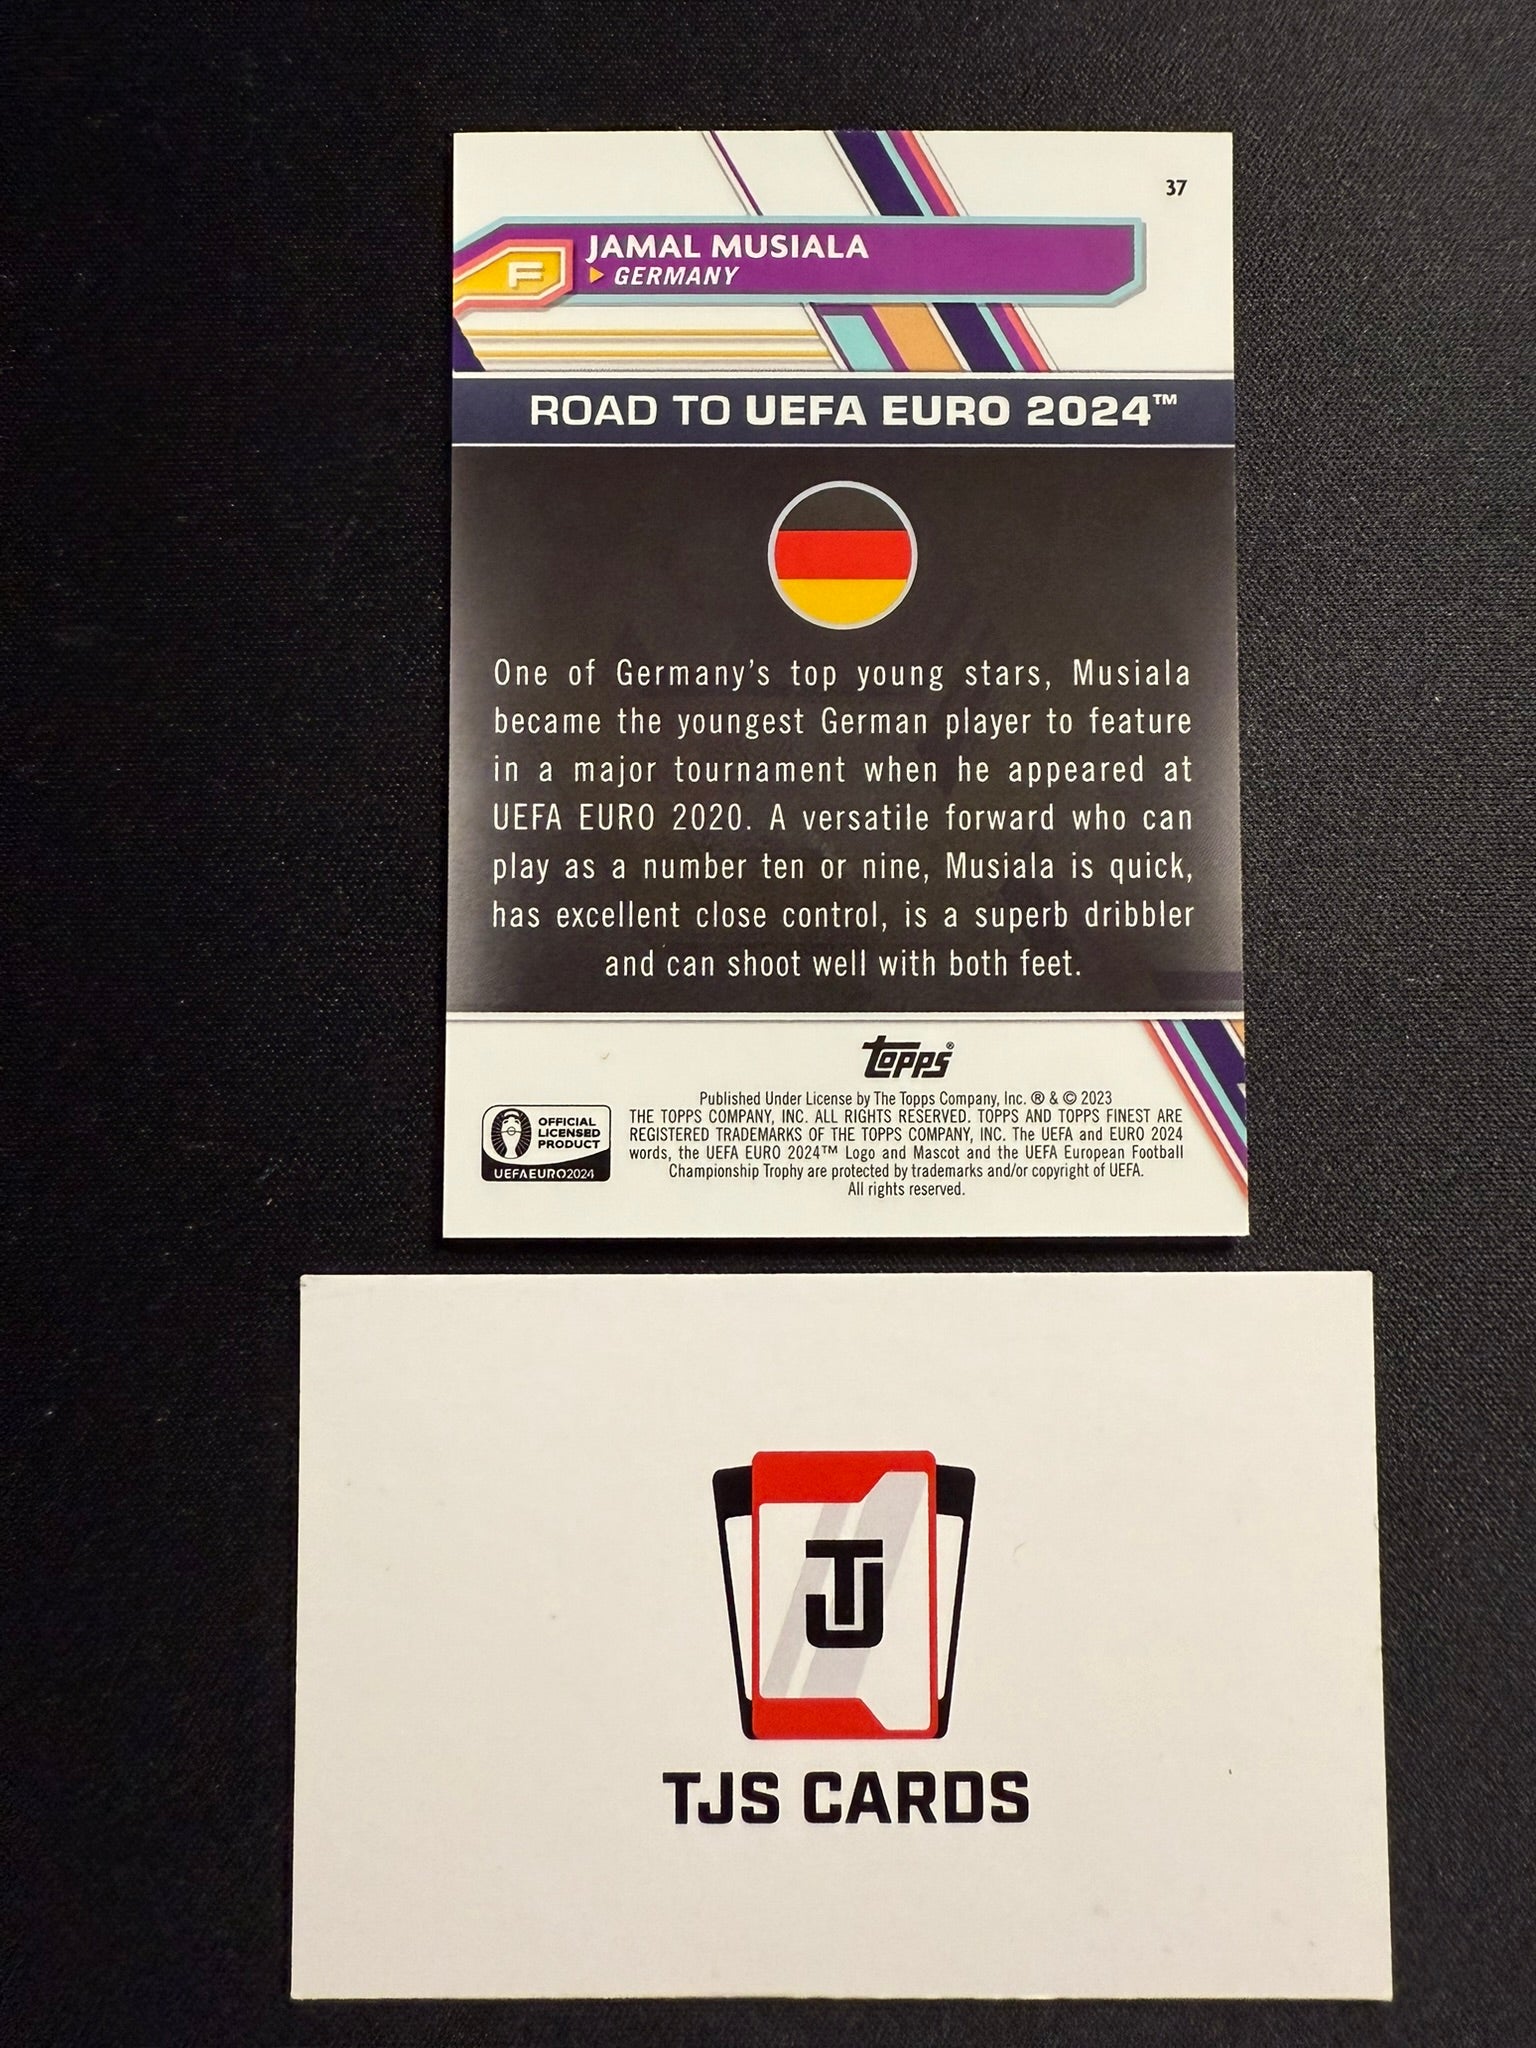 37
F
JAMAL MUSIALA
GERMANY
ROAD TO UEFA EURO 2024™
One of Germany's top young stars, Musiala
became the youngest German player to feature
in a major tournament when he appeared at
UEFA EURO 2020. A versatile forward who can
play as a number ten or nine, Musiala is quick,
has excellent close control, is a superb dribbler
and can shoot well with both feet.
Topps®
Published Under License by The Topps Company, Inc. ® & © 2023
THE TOPPS COMPANY, INC. ALL RIGHTS RESERVED. TOPPS AND TOPPS FINEST ARE
REGISTERED TRADEMARKS OF THE TOPPS COMPANY, INC. The UEFA and EURO 2024
words, the UEFA EURO 2024™ Logo and Mascot and the UEFA European Football
Championship Trophy are protected by trademarks and/or copyright of UEFA.
All rights reserved.
OFFICIAL
LICENSED
PRODUCT
UEFAEURO2024
TJ
TJS CARDS